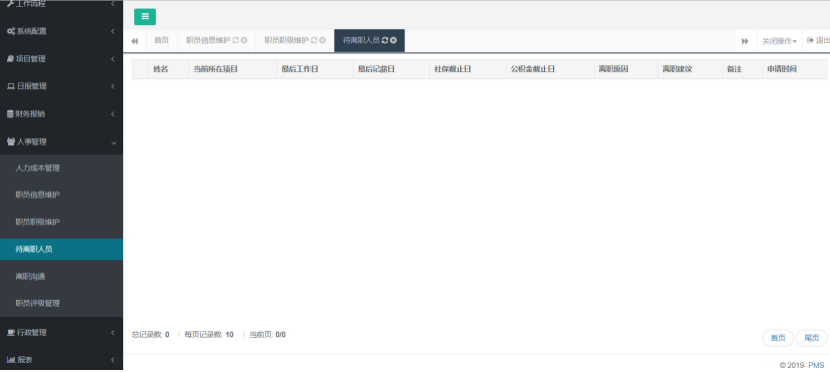 工作流程
系统配置
项目管理
日报管理
财务报销
人事管理
人力成本管理
职员信息维护
职员职级维护
待离职人员
离职沟通
职员评级管理
行政管理
报表
首页 职员信息维护 职员职级维护 待离职人员 关闭操作 退出
姓名 当前所在项目 最后工作日 最后记薪日 社保截止日 公积金截止日 离职原因 离职建议 备注 申请时间
总记录数: 0 / 每页记录数: 10 / 当前页: 0/0
首页 尾页
© 2019- PMS